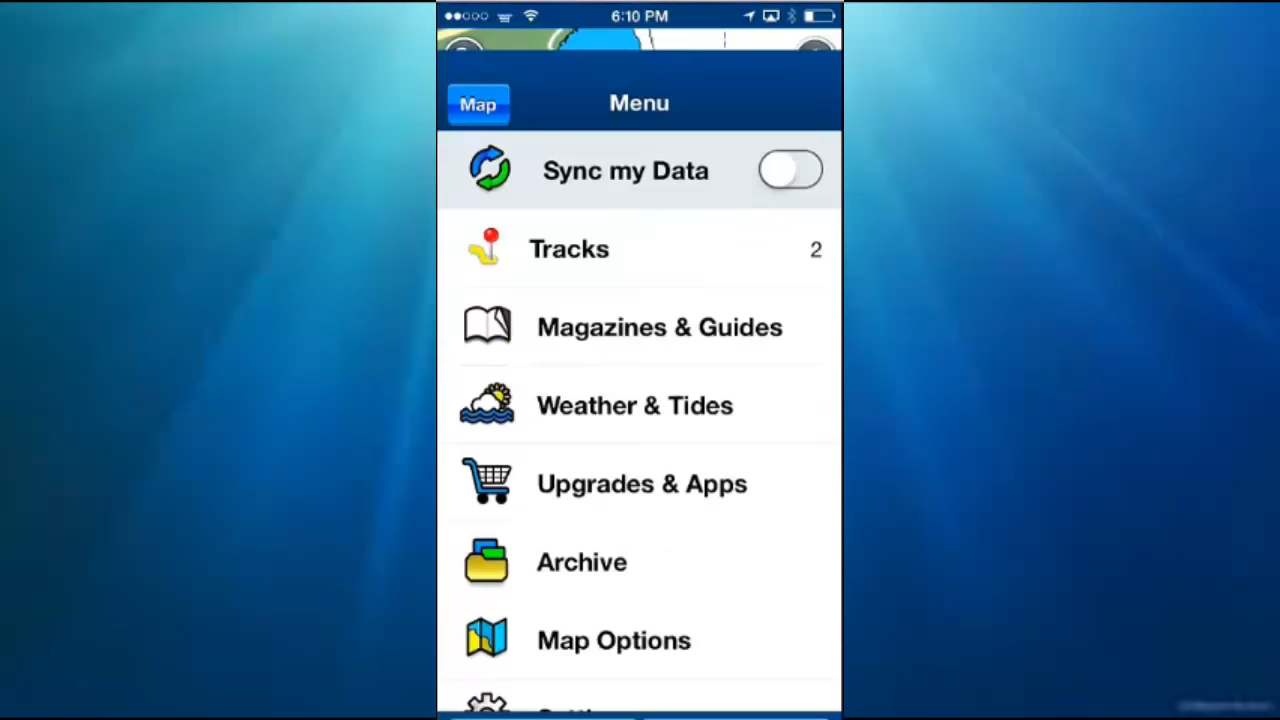 6:10 PM
Map
Menu
Sync my Data
Tracks
2
Magazines & Guides
Weather & Tides
Upgrades & Apps
Archive
Map Options